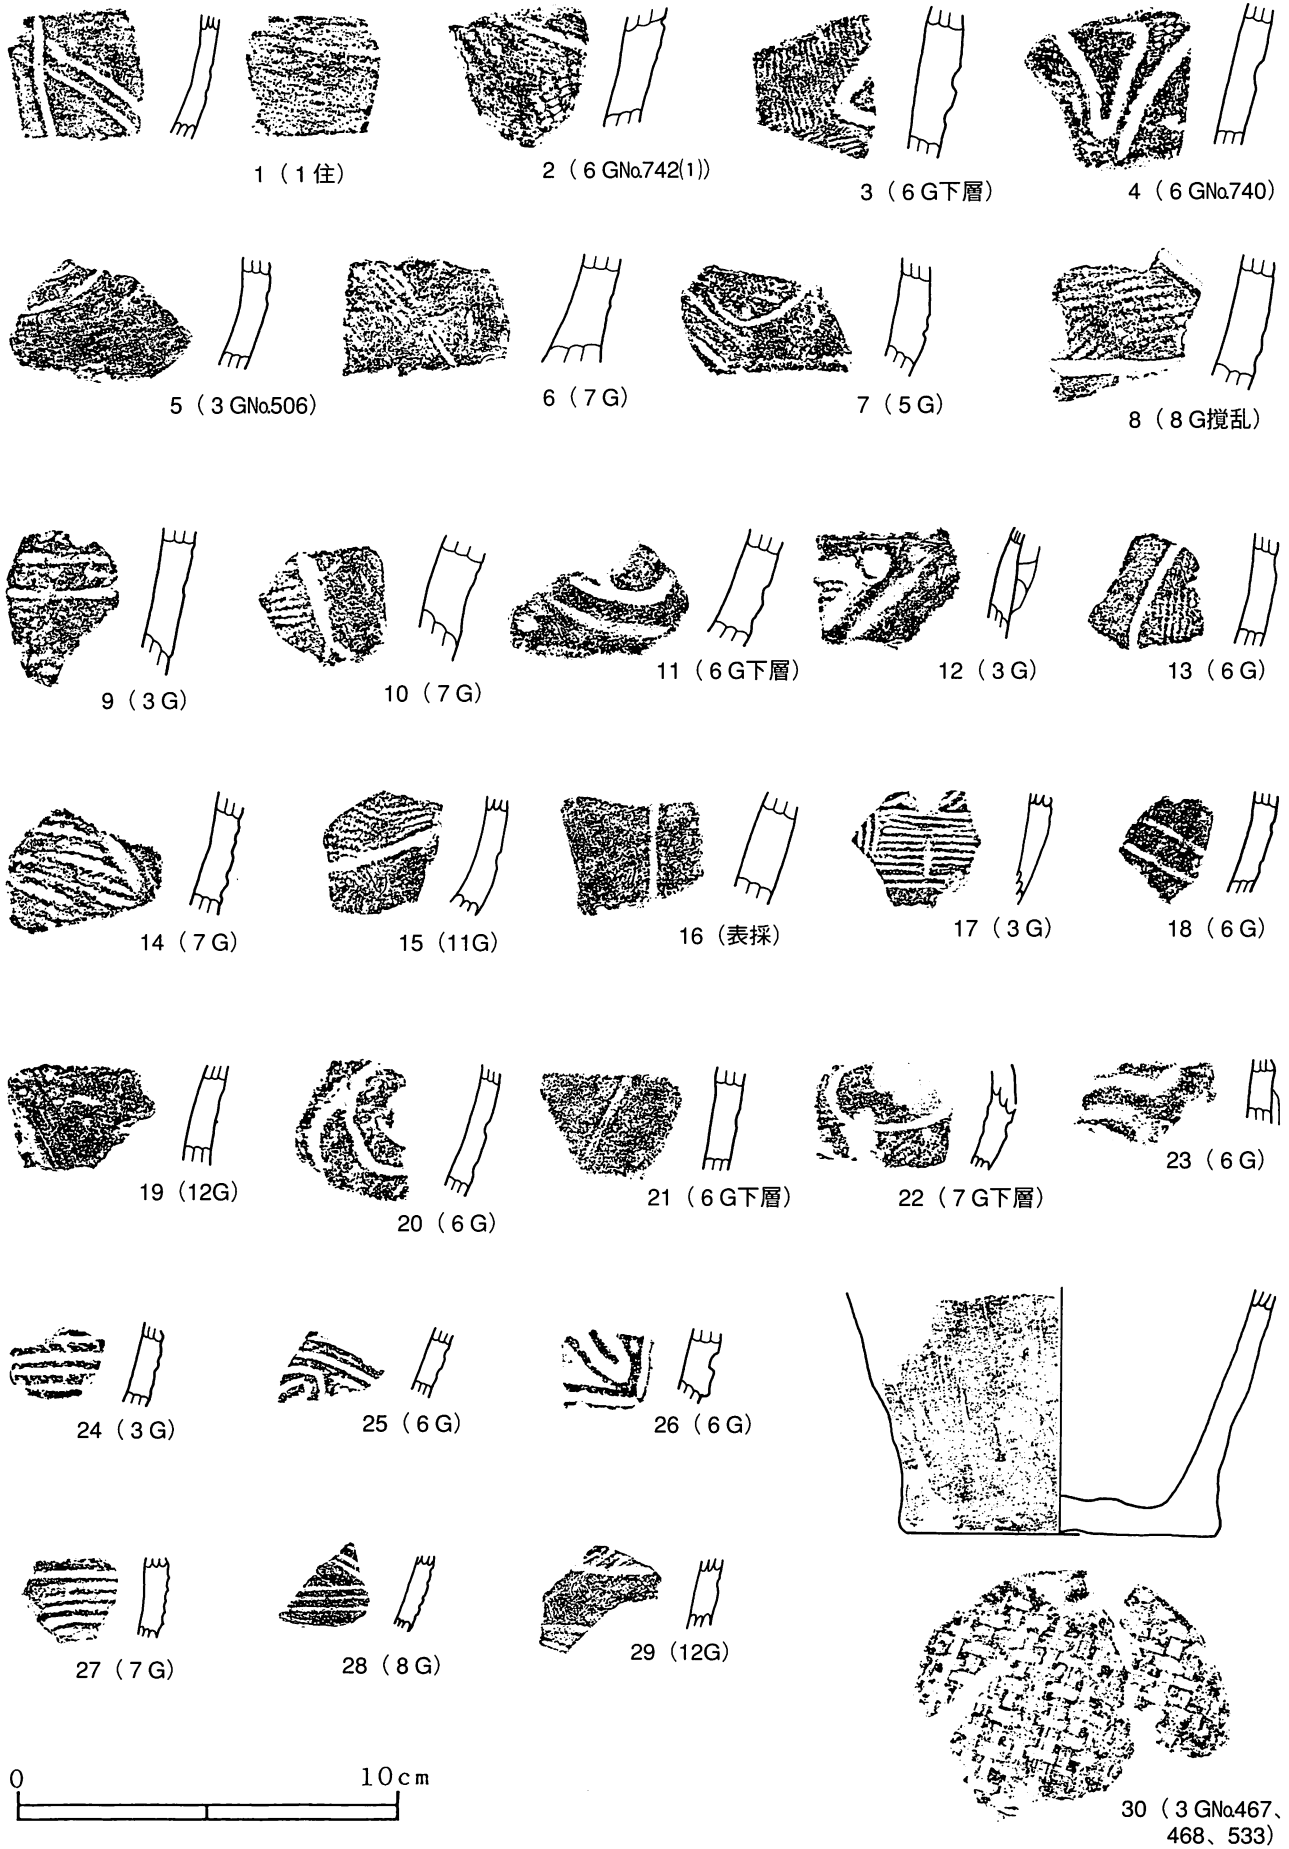 1（1住）
2（6GNo.742(1)）
3（6G下層）
4（6GNo.740）
5（3GNo.506）
6（7G）
7（5G）
8（8G撹乱）
9（3G）
10（7G）
11（6G下層）
12（3G）
13（6G）
14（7G）
15（11G）
16（表採）
17（3G）
18（6G）
19（12G）
20（6G）
21（6G下層）
22（7G下層）
23（6G）
24（3G）
25（6G）
26（6G）
27（7G）
28（8G）
29（12G）
0 10cm
30（3GNo.467、
468、533）